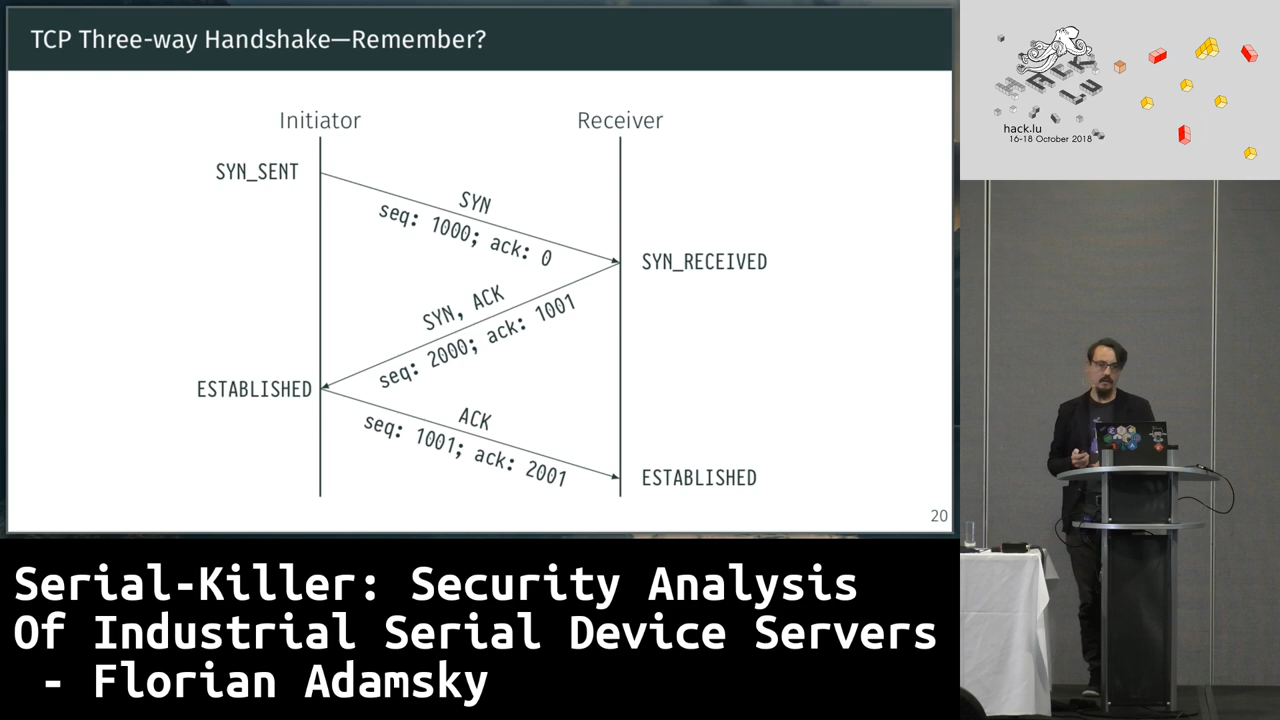 TCP Three-way Handshake—Remember?
Initiator
Receiver
SYN_SENT
SYN
seq: 1000; ack: 0
SYN_RECEIVED
SYN, ACK
seq: 2000; ack: 1001
ESTABLISHED
ACK
seq: 1001; ack: 2001
ESTABLISHED
20
HACK
LU
hack.lu
16-18 October 2018
Serial-Killer: Security Analysis
Of Industrial Serial Device Servers
- Florian Adamsky